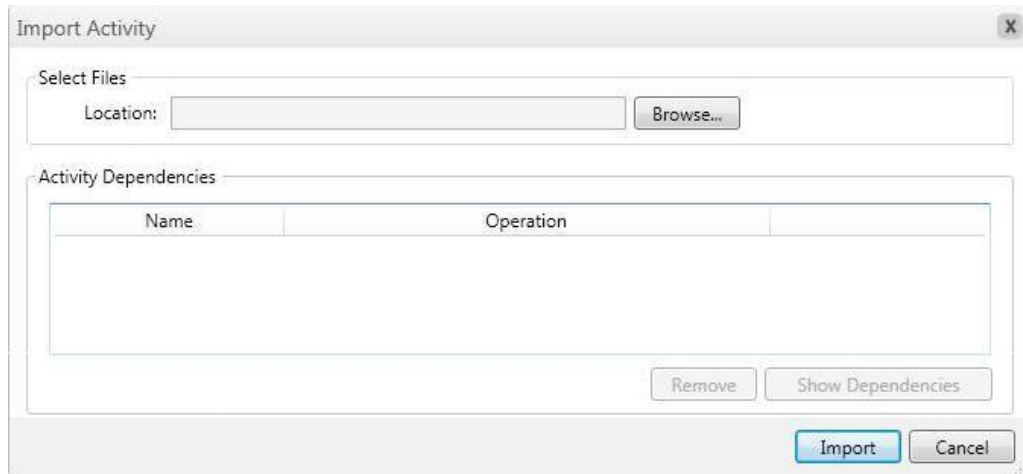 Import Activity
X
Select Files
Location:
Browse...
Activity Dependencies
Name Operation
Remove Show Dependencies
Import Cancel